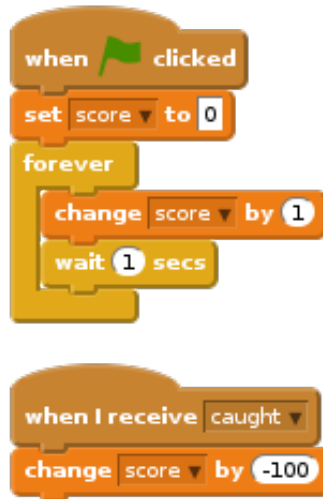 when clicked
set score to 0
forever
change score by 1
wait 1 secs
when I receive caught
change score by -100